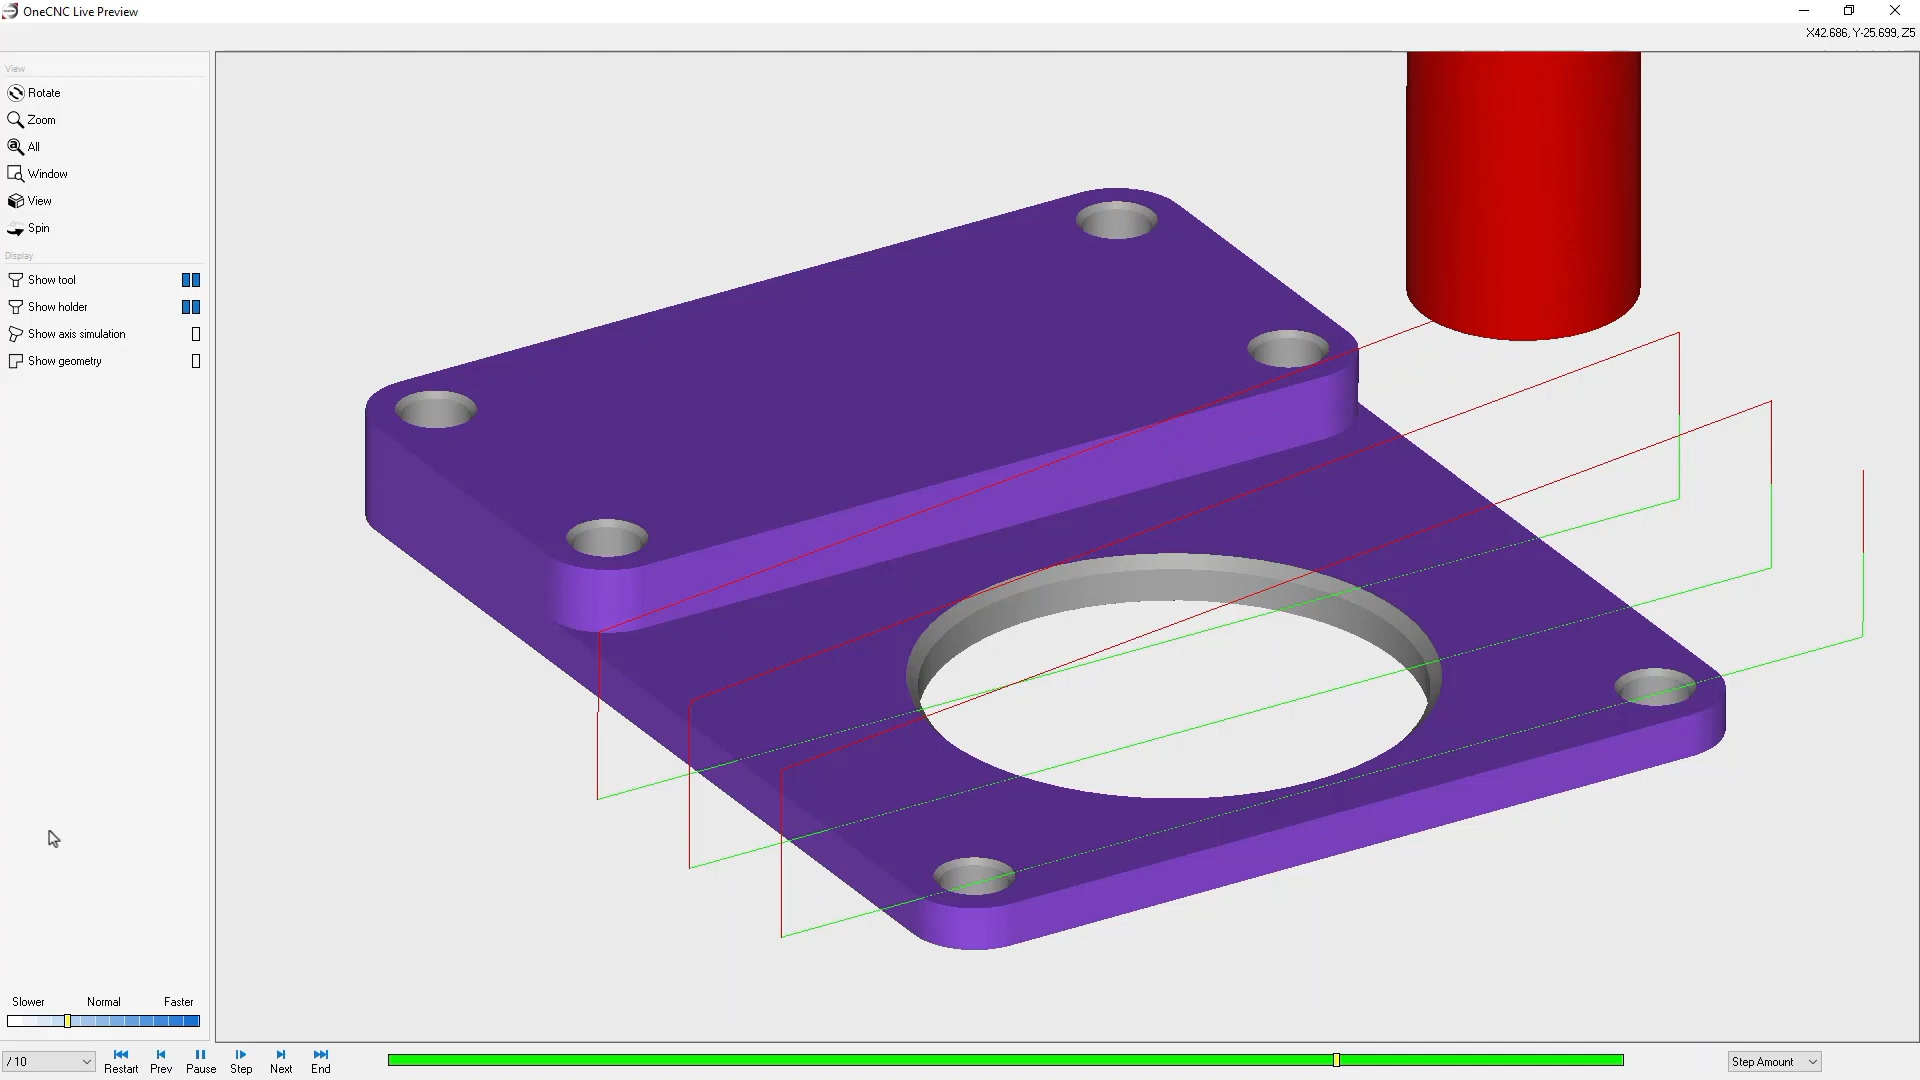 OneCNC Live Preview
X42.686, Y-25.699, Z5
View
Rotate
Zoom
All
Window
View
Spin
Display
Show tool
Show holder
Show axis simulation
Show geometry
Slower Normal Faster
/ 10
Restart Prev Pause Step Next End
Step Amount